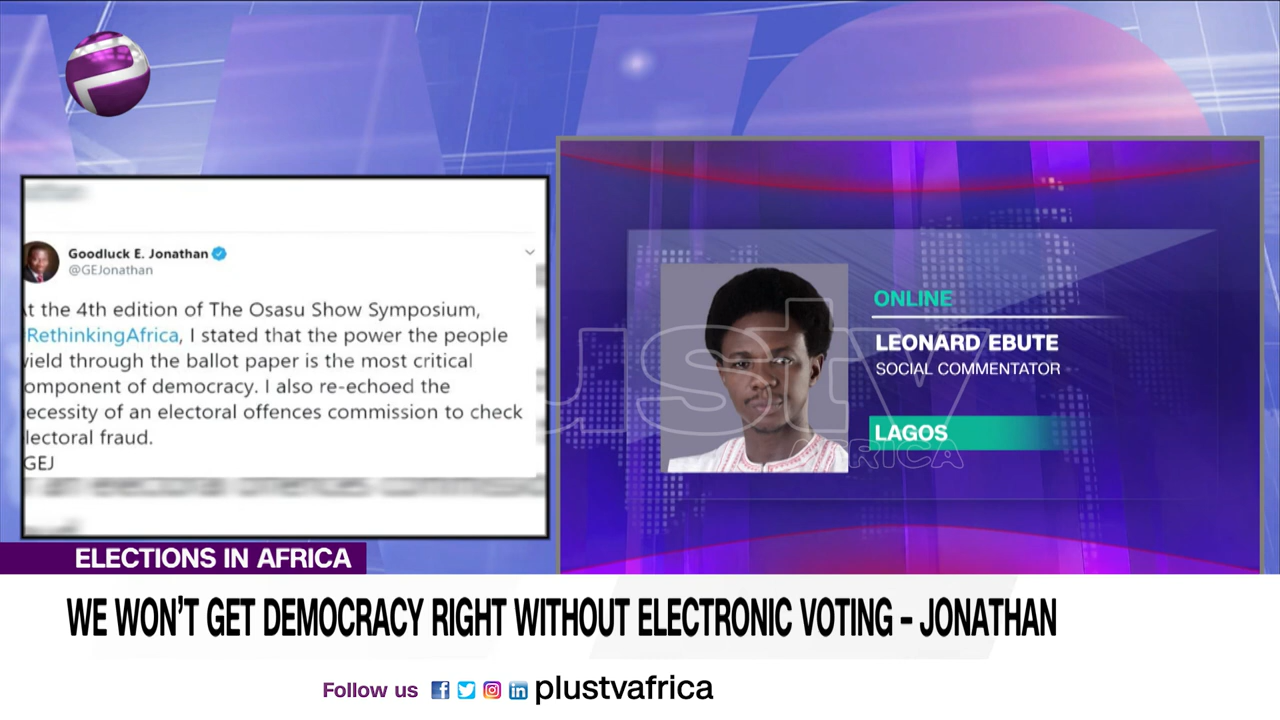 Goodluck E. Jonathan
@GEJonathan
t the 4th edition of The Osasu Show Symposium,
RethinkingAfrica, I stated that the power the people
ield through the ballot paper is the most critical
omponent of democracy. I also re-echoed the
ecessity of an electoral offences commission to check
lectoral fraud.
GEJ
ONLINE
LEONARD EBUTE
SOCIAL COMMENTATOR
LAGOS
ustv
AFRICA
ELECTIONS IN AFRICA
WE WON'T GET DEMOCRACY RIGHT WITHOUT ELECTRONIC VOTING – JONATHAN
Follow us plustvafrica